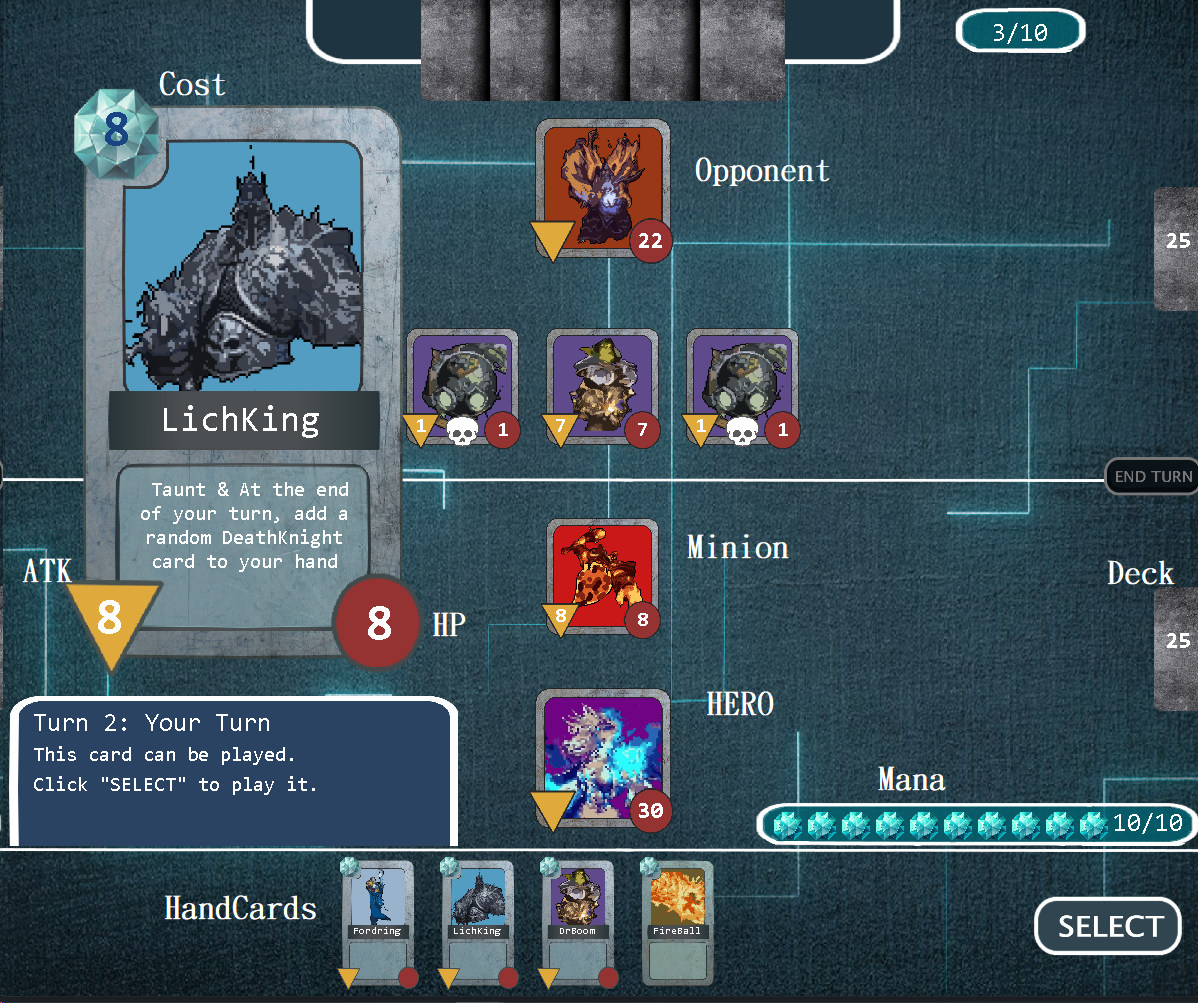 3/10
Cost
8
Opponent
22
25
LichKing
1
1
7
7
1
1
Taunt & At the end
of your turn, add a
random DeathKnight
card to your hand
END TURN
ATK
8
8
HP
Minion
8
8
Deck
25
HERO
30
Turn 2: Your Turn
This card can be played.
Click "SELECT" to play it.
Mana
10/10
HandCards
Fordring
LichKing
DrBoom
FireBall
SELECT